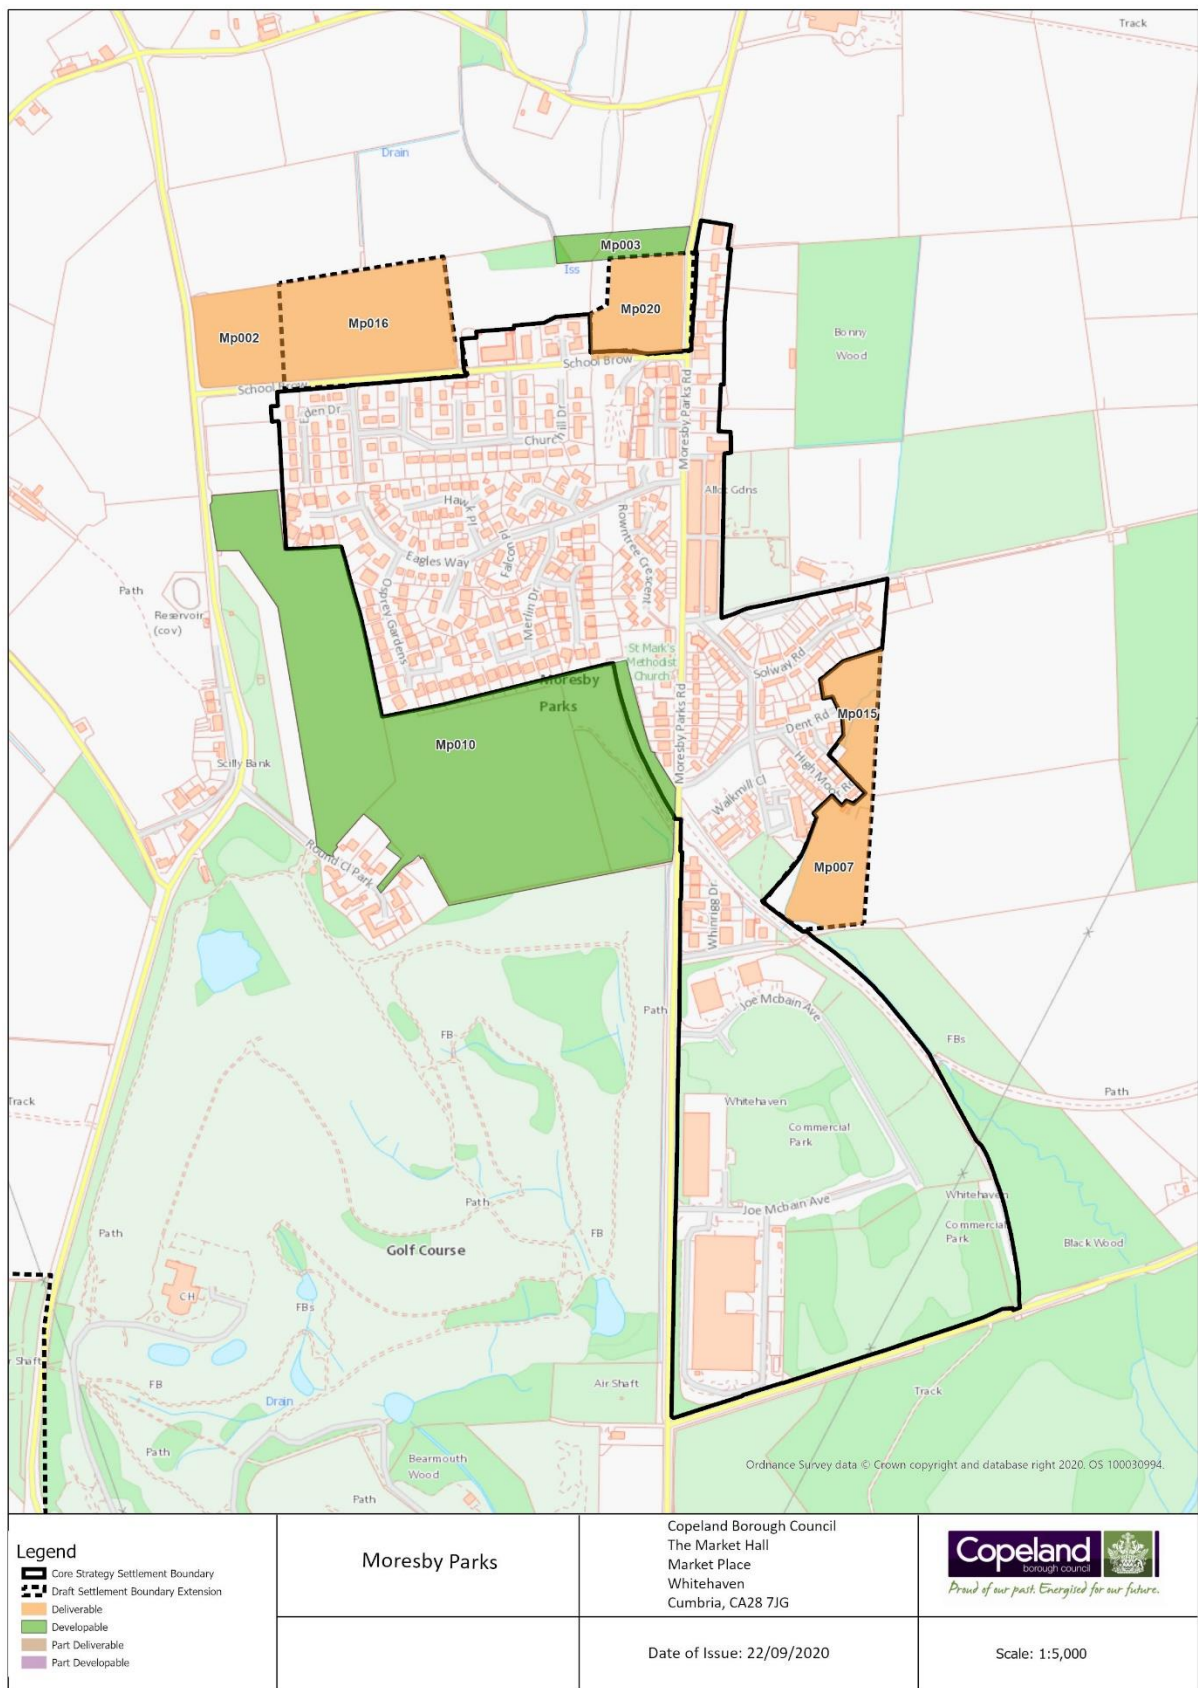 Track
Drain
Mp003
Iss
Mp020
Mp016
Mp002
Bonny
Wood
School Brow
School Brow
Eden Dr
Moresby Parks Rd
Allot Gdns
Hawk Pl
Falcon Pl
Eagles Way
Rowntree Crescent
Osprey Gardens
Merlin Dr
Path
Reservoir
(cov)
St Mark's
Methodist
Church
Solway Rd
Moresby
Parks
Mp015
Dent Rd
Mp010
Moresby Parks Rd
High Moor Rd
Scilly Bank
Walkmill Cl
Round Cl Park
Mp007
Whinrigg Dr
Joe Mcbain Ave
Path
FB
FBs
Path
Track
Whitehaven
Commercial
Park
Path
Joe Mcbain Ave
Whitehaven
Commercial
Park
Path
FB
Black Wood
Golf Course
CH
FBs
y Shaft
FB
Air Shaft
Track
Drain
Path
Bearmouth
Wood
Path
Ordnance Survey data © Crown copyright and database right 2020. OS 100030994.
Legend
Core Strategy Settlement Boundary
Draft Settlement Boundary Extension
Deliverable
Developable
Part Deliverable
Part Developable
Moresby Parks
Copeland Borough Council
The Market Hall
Market Place
Whitehaven
Cumbria, CA28 7JG
Date of Issue: 22/09/2020
Copeland
borough council
Proud of our past. Energised for our future.
Scale: 1:5,000